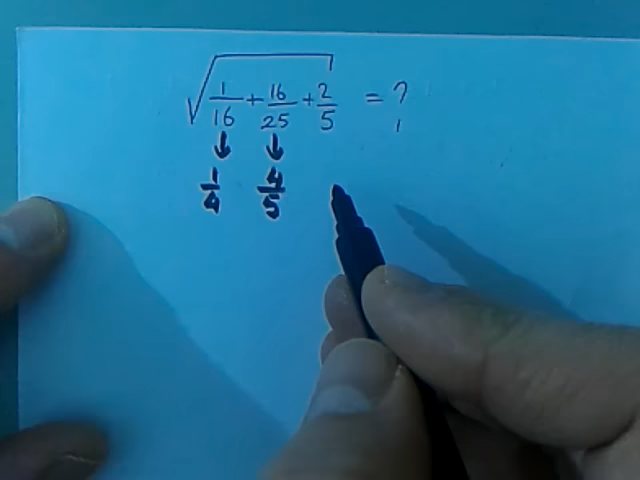 √(1/16 + 16/25 + 2/5) = ?
↓ ↓
1/4 4/5